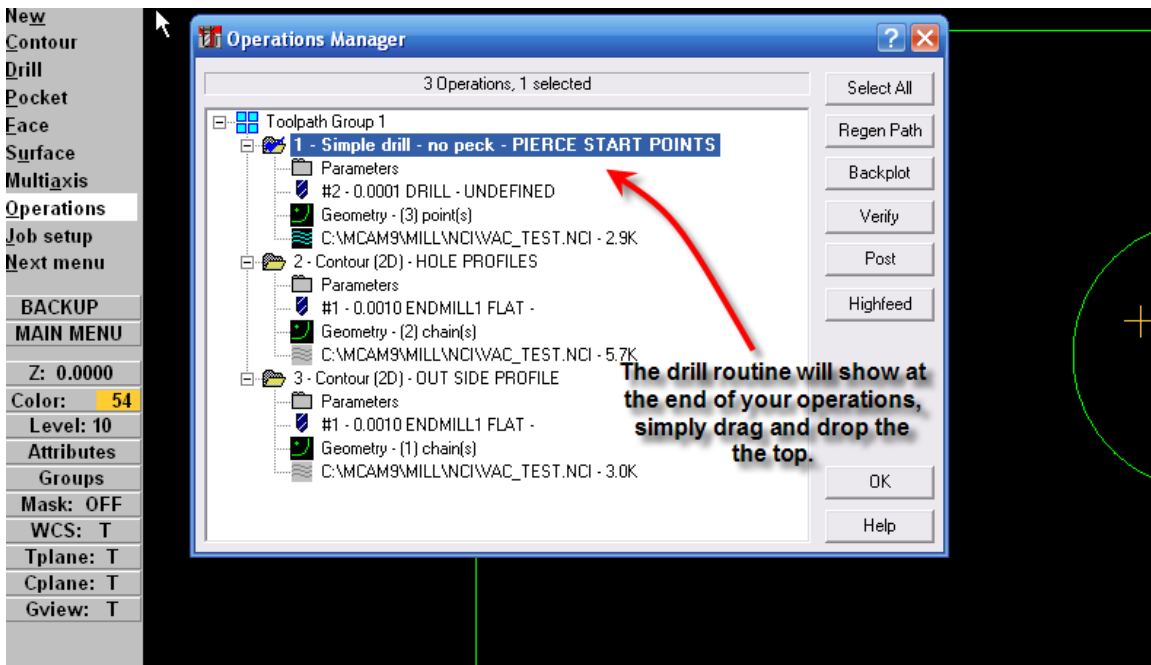 New
Contour
Drill
Pocket
Face
Surface
Multiaxis
Operations
Job setup
Next menu
BACKUP
MAIN MENU
Z: 0.0000
Color: 54
Level: 10
Attributes
Groups
Mask: OFF
WCS: T
Tplane: T
Cplane: T
Gview: T
Operations Manager
3 Operations, 1 selected
Toolpath Group 1
1 - Simple drill - no peck - PIERCE START POINTS
Parameters
#2 - 0.0001 DRILL - UNDEFINED
Geometry - (3) point(s)
C:\MCAM9\MILL\NCI\VAC_TEST.NCI - 2.9K
2 - Contour (2D) - HOLE PROFILES
Parameters
#1 - 0.0010 ENDMILL1 FLAT -
Geometry - (2) chain(s)
C:\MCAM9\MILL\NCI\VAC_TEST.NCI - 5.7K
3 - Contour (2D) - OUT SIDE PROFILE
Parameters
#1 - 0.0010 ENDMILL1 FLAT -
Geometry - (1) chain(s)
C:\MCAM9\MILL\NCI\VAC_TEST.NCI - 3.0K
The drill routine will show at
the end of your operations,
simply drag and drop the
the top.
Select All
Regen Path
Backplot
Verify
Post
Highfeed
OK
Help